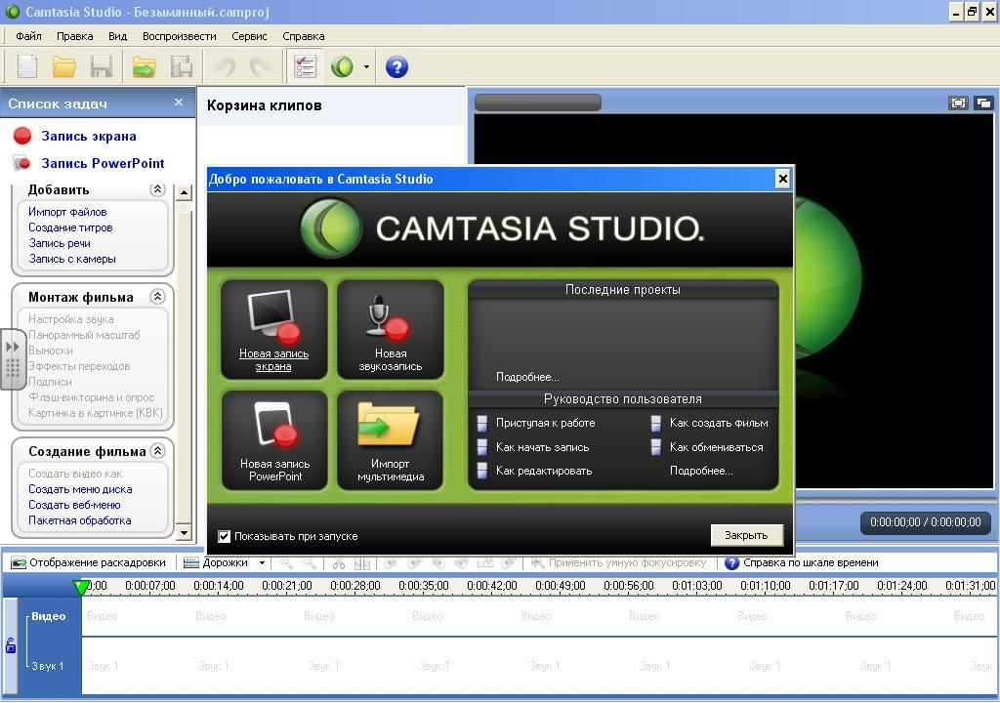 Camtasia Studio - Безымянный.camproj
Файл Правка Вид Воспроизвести Сервис Справка
Список задач
Запись экрана
Запись PowerPoint
Добавить
Импорт файлов
Создание титров
Запись речи
Запись с камеры
Монтаж фильма
Настройка звука
Панорамный масштаб
Выноски
Эффекты переходов
Подписи
Флэш-викторина и опрос
Картинка в картинке (КВК)
Создание фильма
Создать видео как
Создать меню диска
Создать веб-меню
Пакетная обработка
Корзина клипов
Добро пожаловать в Camtasia Studio
CAMTASIA STUDIO.
Новая запись
экрана
Новая
звукозапись
Новая запись
PowerPoint
Импорт
мультимедиа
Последние проекты
Подробнее...
Руководство пользователя
Приступая к работе
Как создать фильм
Как начать запись
Как обмениваться
Как редактировать
Подробнее...
Показывать при запуске
Закрыть
0:00:00;00 / 0:00:00;00
Отображение раскадровки Дорожки Применить умную фокусировку Справка по шкале времени
0:00:07;00 0:00:14;00 0:00:21;00 0:00:28;00 0:00:35;00 0:00:42;00 0:00:49;00 0:00:56;00 0:01:03;00 0:01:10;00 0:01:17;00 0:01:24;00 0:01:31;00
Видео Видео Видео Видео Видео Видео Видео Видео Видео Видео
Звук 1 Звук 1 Звук 1 Звук 1 Звук 1 Звук 1 Звук 1 Звук 1 Звук 1 Звук